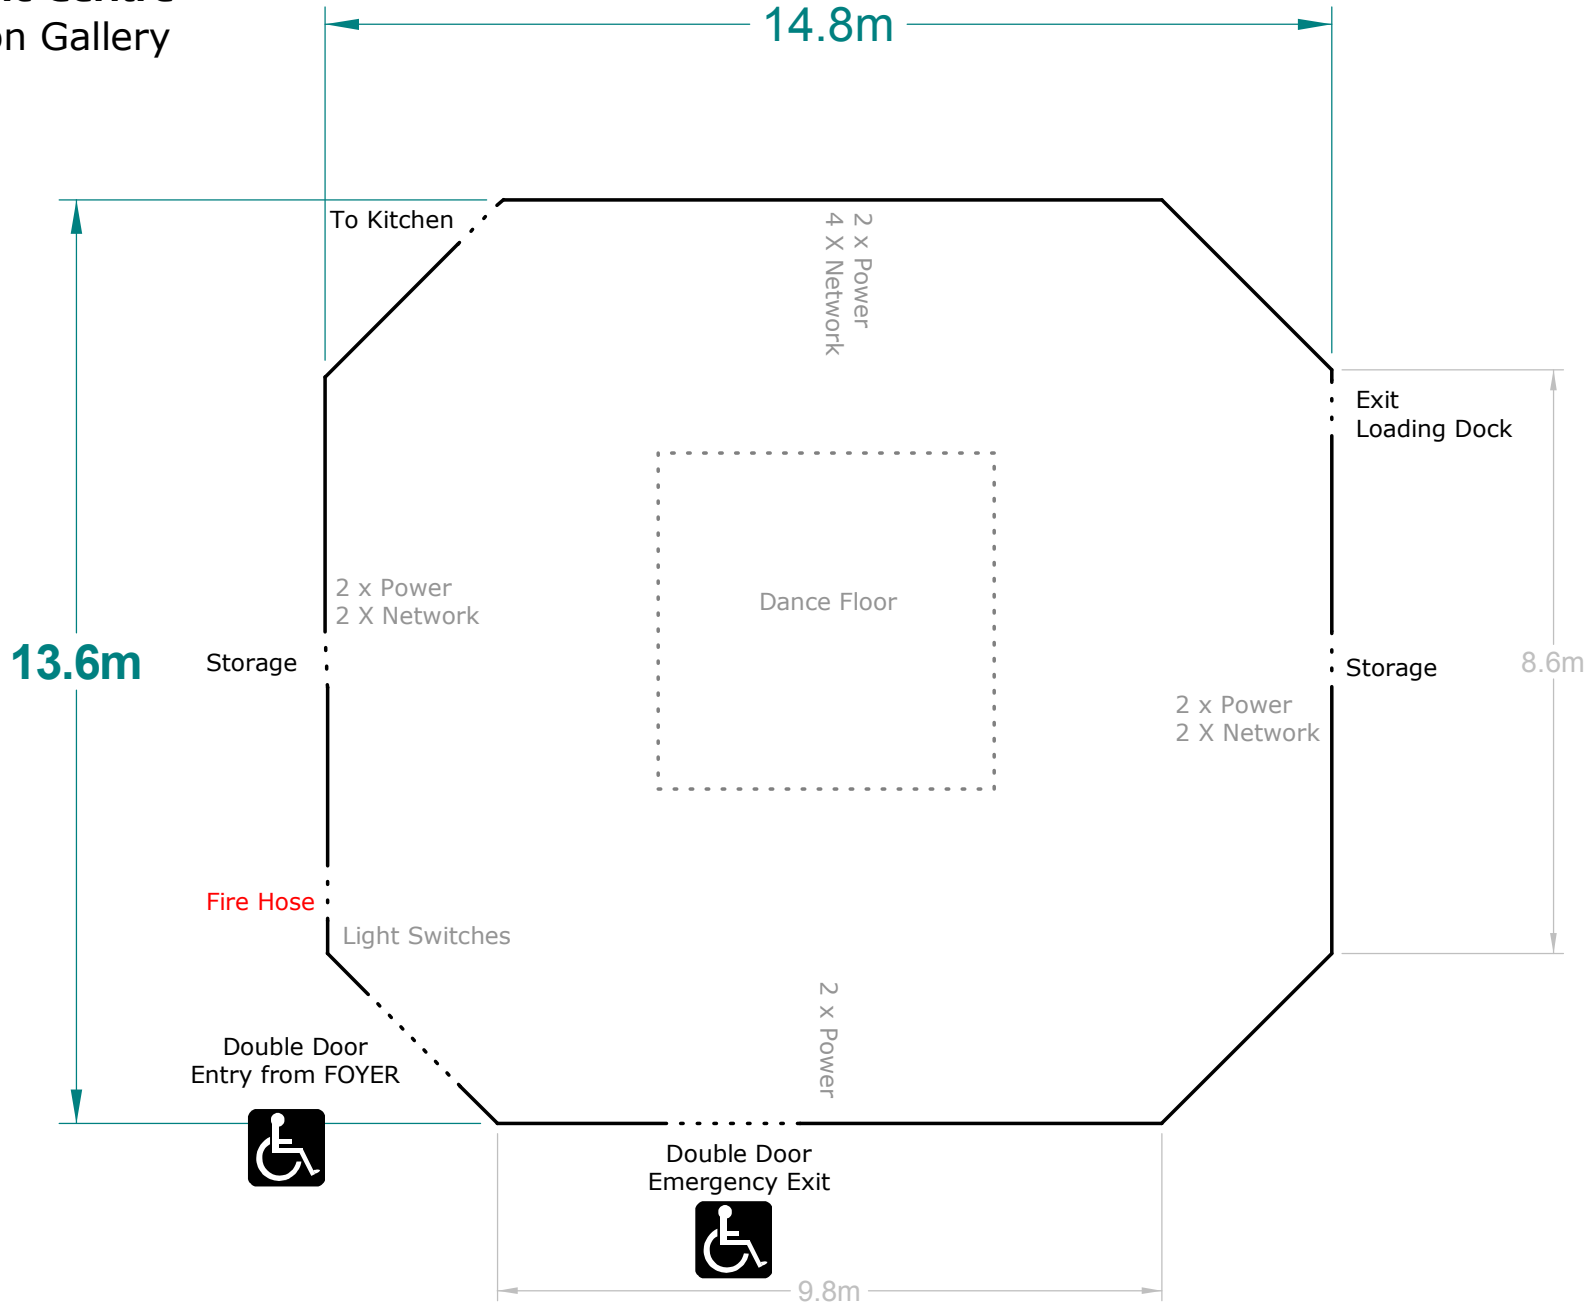 Gallery
14.8m
To Kitchen
2 x Power
4 X Network
Exit
Loading Dock
2 x Power
2 X Network
Dance Floor
13.6m
Storage
Storage
8.6m
2 x Power
2 X Network
Fire Hose
Light Switches
2 x Power
Double Door
Entry from FOYER
Double Door
Emergency Exit
9.8m